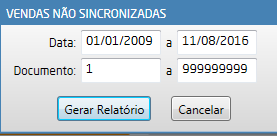 VENDAS NÃO SINCRONIZADAS
Data: 01/01/2009 a 11/08/2016
Documento: 1 a 999999999
Gerar Relatório Cancelar